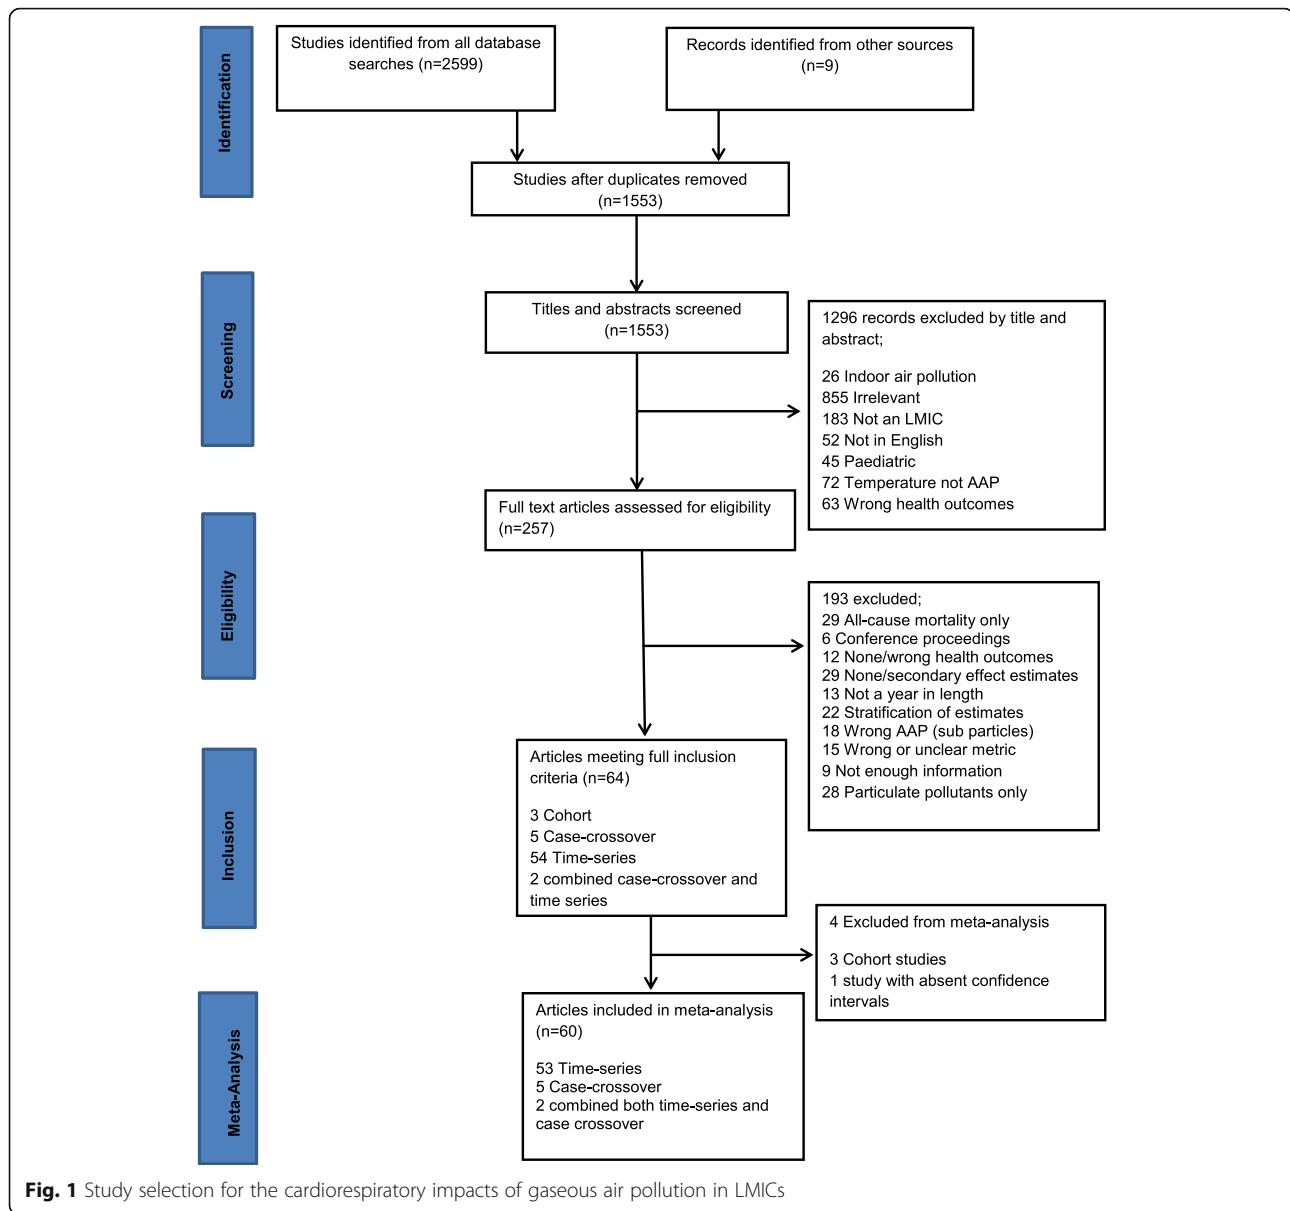 Identification
Studies identified from all database
searches (n=2599)
Records identified from other sources
(n=9)
Studies after duplicates removed
(n=1553)
Screening
Titles and abstracts screened
(n=1553)
1296 records excluded by title and
abstract;
26 Indoor air pollution
855 Irrelevant
183 Not an LMIC
52 Not in English
45 Paediatric
72 Temperature not AAP
63 Wrong health outcomes
Eligibility
Full text articles assessed for eligibility
(n=257)
193 excluded;
29 All-cause mortality only
6 Conference proceedings
12 None/wrong health outcomes
29 None/secondary effect estimates
13 Not a year in length
22 Stratification of estimates
18 Wrong AAP (sub particles)
15 Wrong or unclear metric
9 Not enough information
28 Particulate pollutants only
Inclusion
Articles meeting full inclusion
criteria (n=64)
3 Cohort
5 Case-crossover
54 Time-series
2 combined case-crossover and
time series
4 Excluded from meta-analysis
3 Cohort studies
1 study with absent confidence
intervals
Meta-Analysis
Articles included in meta-analysis
(n=60)
53 Time-series
5 Case-crossover
2 combined both time-series and
case crossover
Fig. 1 Study selection for the cardiorespiratory impacts of gaseous air pollution in LMICs